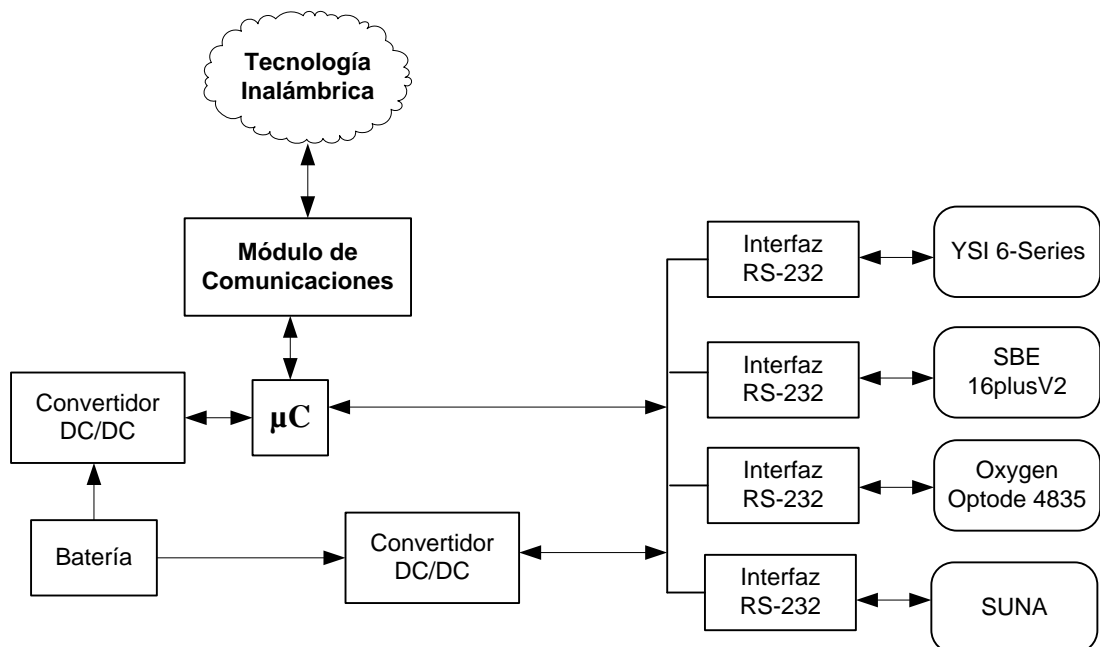 Tecnología
Inalámbrica
Módulo de
Comunicaciones
Convertidor
DC/DC
µC
Batería
Convertidor
DC/DC
Interfaz
RS-232
YSI 6-Series
Interfaz
RS-232
SBE
16plusV2
Interfaz
RS-232
Oxygen
Optode 4835
Interfaz
RS-232
SUNA